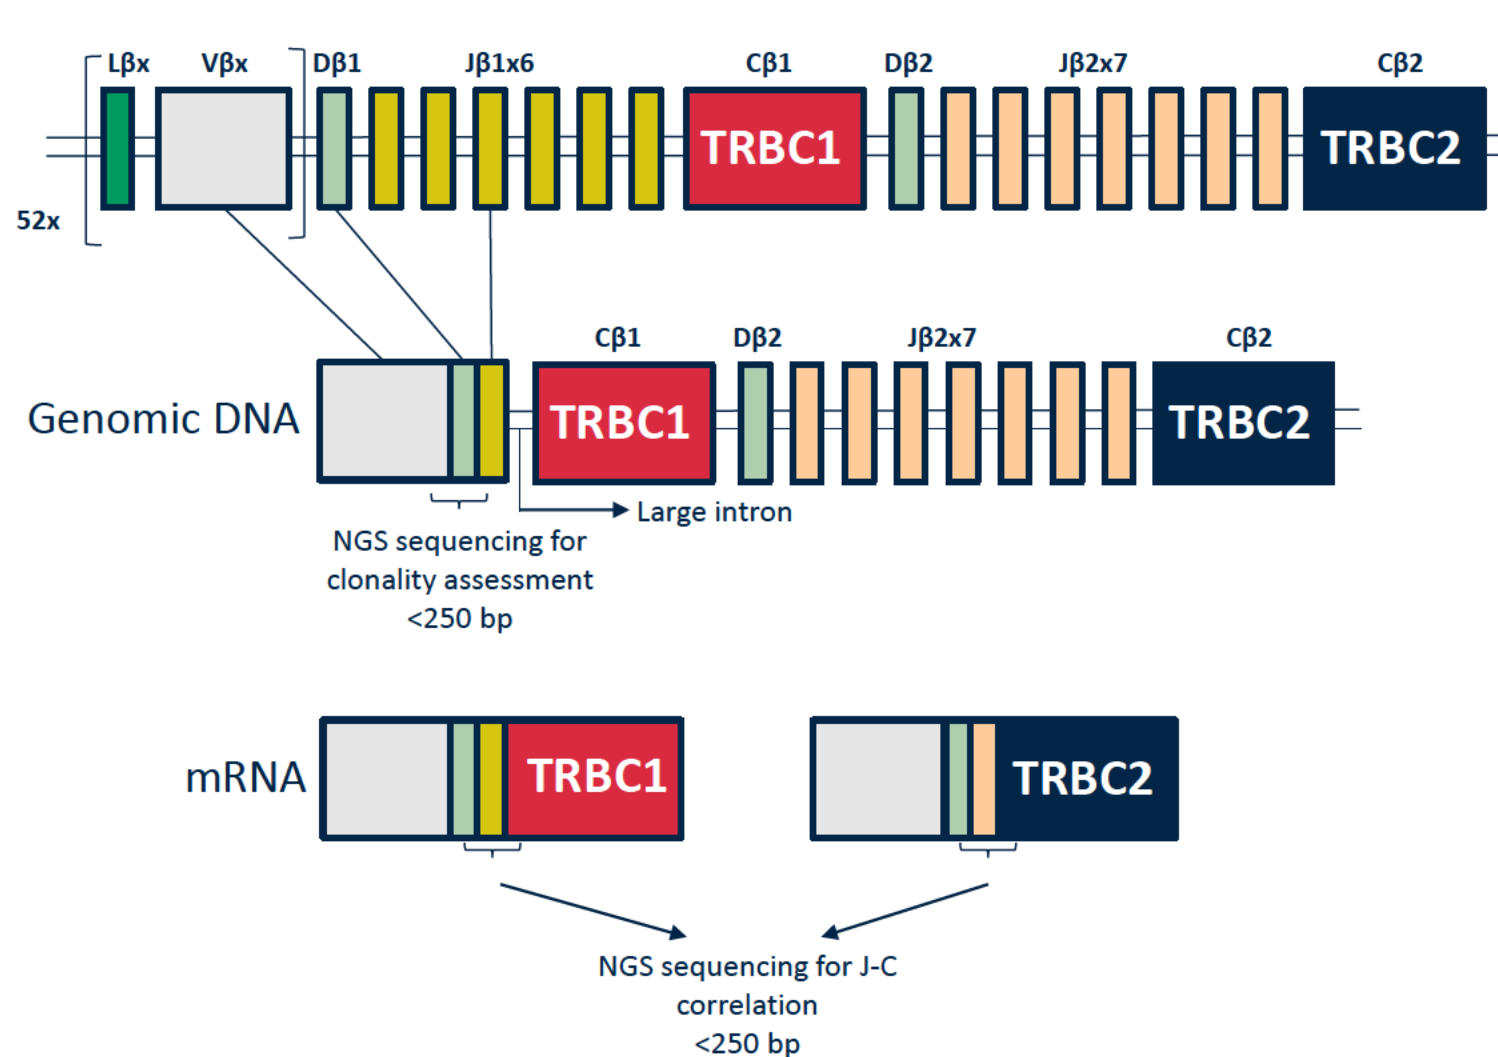 Lβx Vβx Dβ1 Jβ1x6 Cβ1 Dβ2 Jβ2x7 Cβ2
TRBC1 TRBC2
52x
Cβ1 Dβ2 Jβ2x7 Cβ2
Genomic DNA TRBC1 TRBC2
Large intron
NGS sequencing for
clonality assessment
<250 bp
mRNA TRBC1 TRBC2
NGS sequencing for J-C
correlation
<250 bp